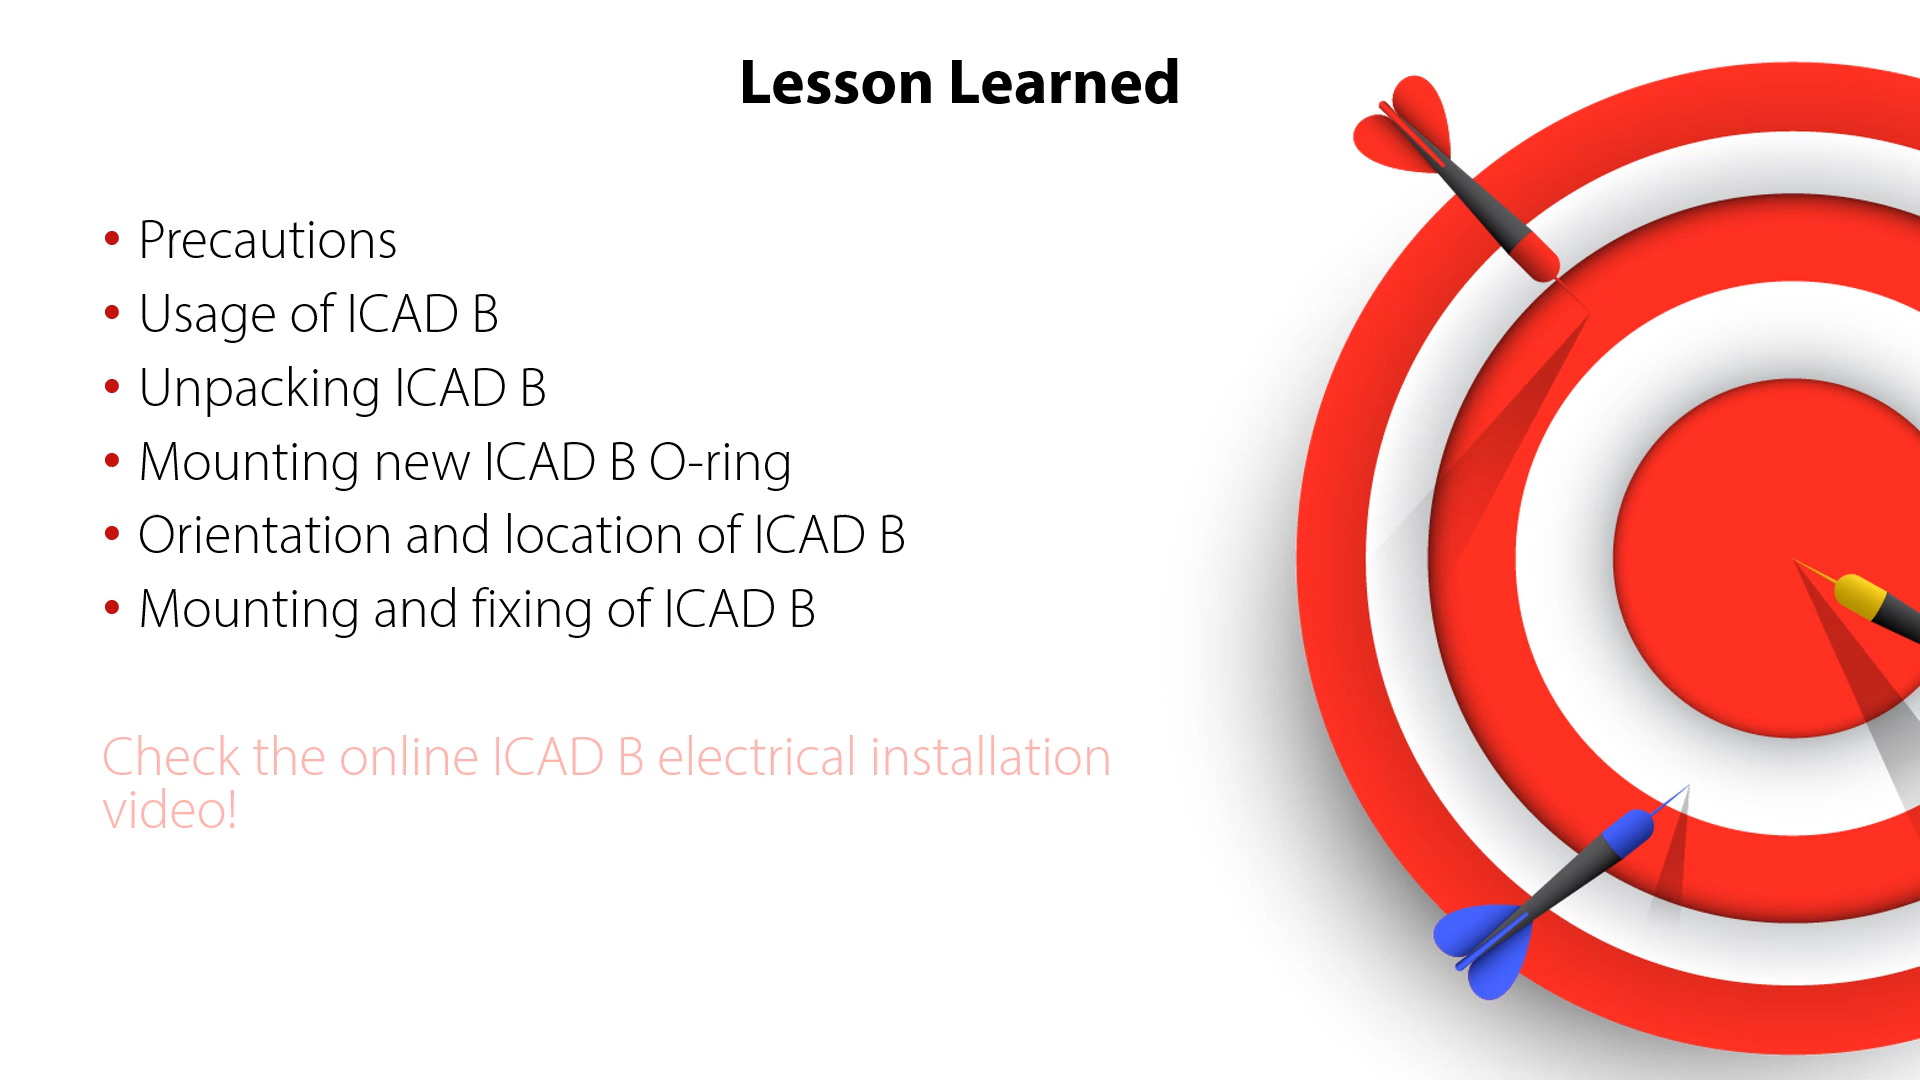 Lesson Learned
• Precautions
• Usage of ICAD B
• Unpacking ICAD B
• Mounting new ICAD B O-ring
• Orientation and location of ICAD B
• Mounting and fixing of ICAD B
Check the online ICAD B electrical installation
video!